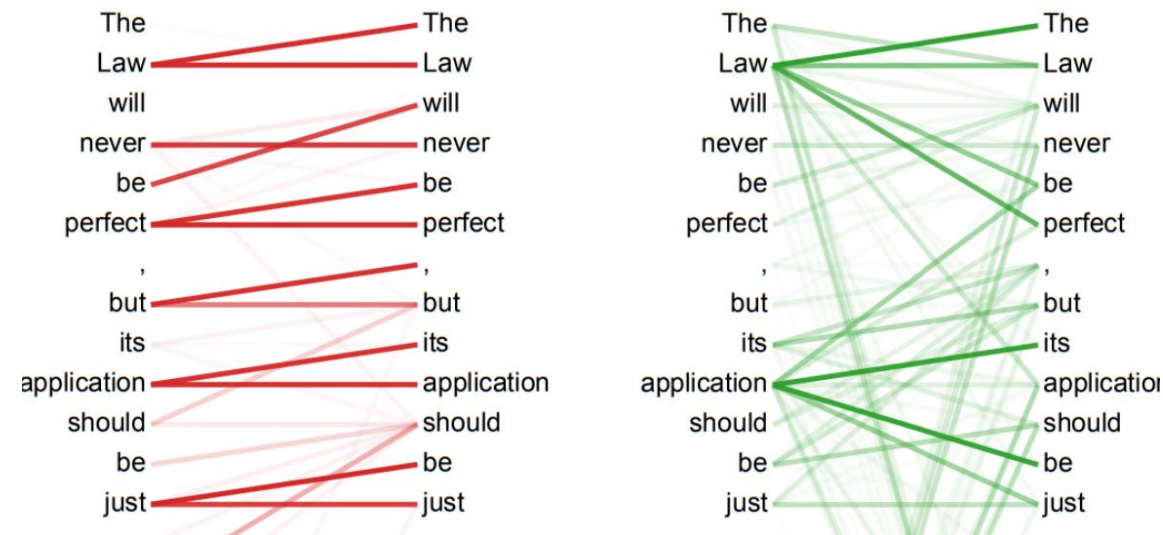 The The The The
Law Law Law Law
will will will will
never never never never
be be be be
perfect perfect perfect perfect
, , , ,
but but but but
its its its its
application application application application
should should should should
be be be be
just just just just